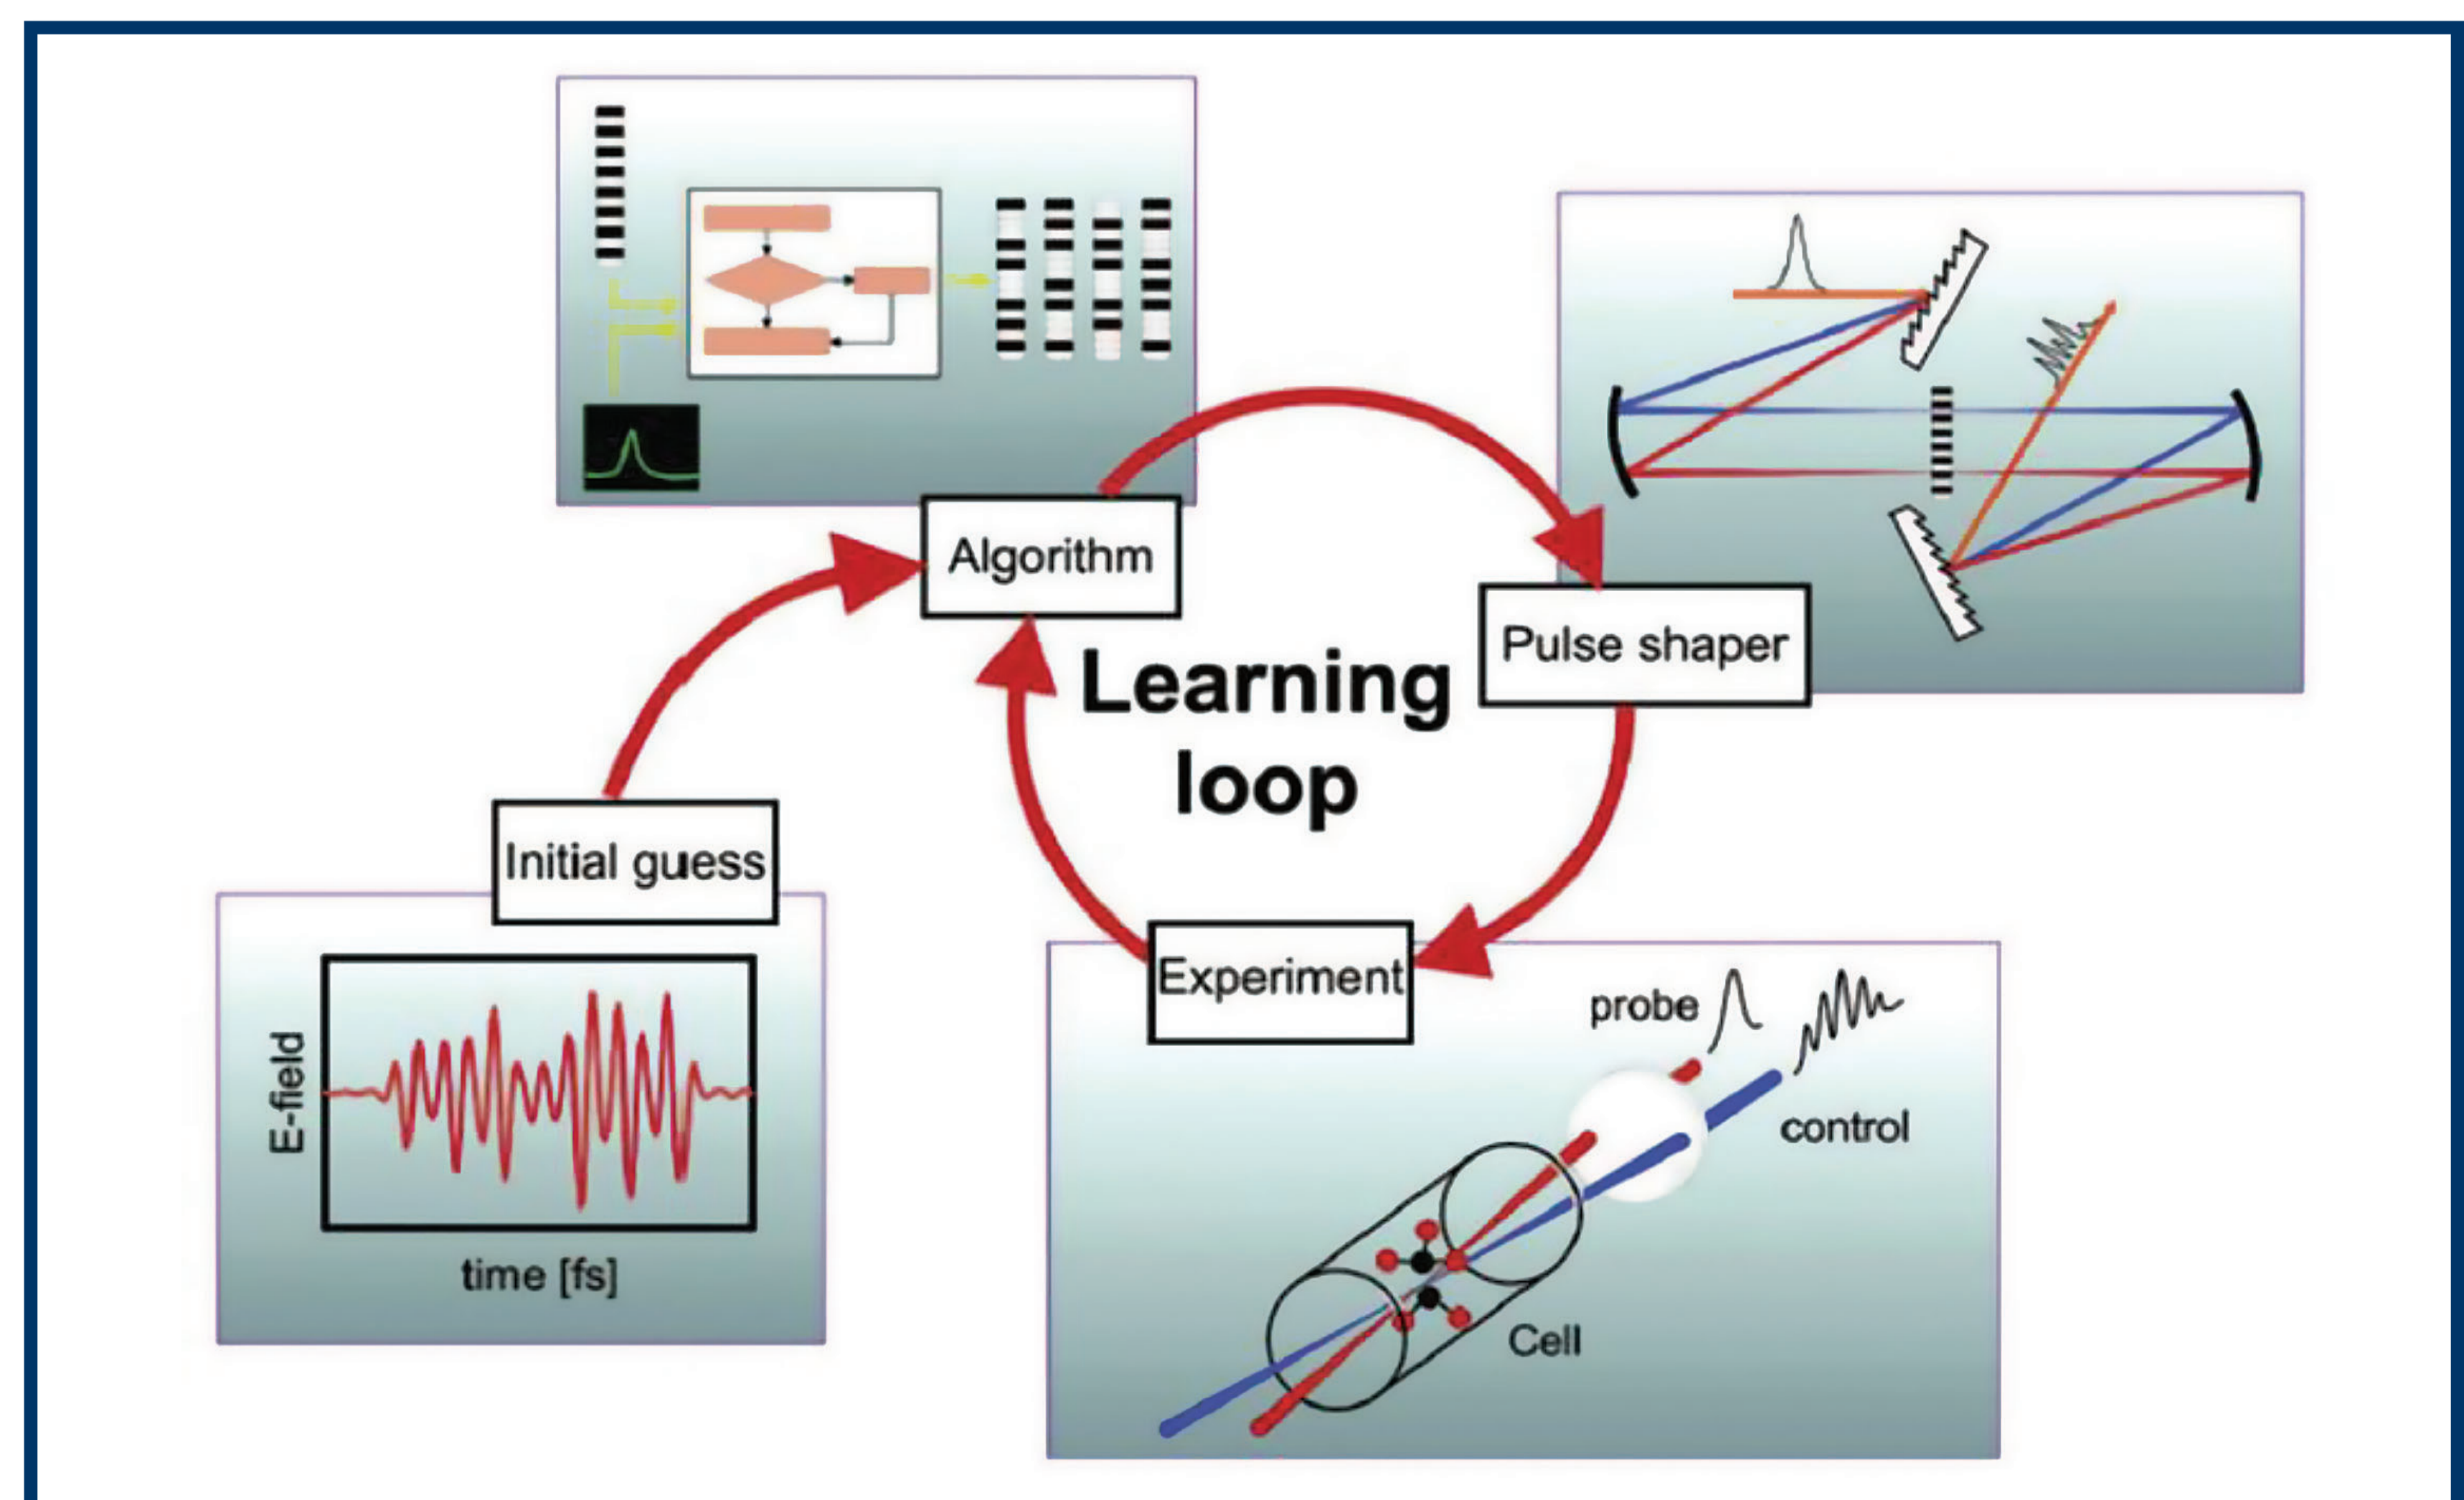 Algorithm
Pulse shaper
Learning
loop
Initial guess
Experiment
probe
control
E-field
time [fs]
Cell